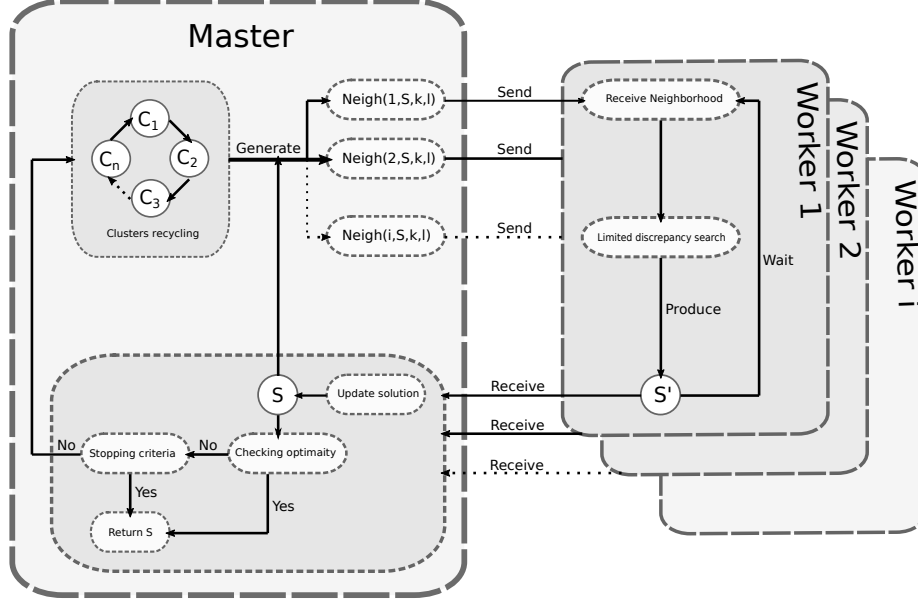 Master
C1
C2
C3
Cn
Clusters recycling
Generate
Neigh(1,S,k,l)
Neigh(2,S,k,l)
Neigh(i,S,k,l)
Send
Send
Send
Receive Neighborhood
Limited discrepancy search
Produce
Wait
S'
Worker 1
Worker 2
Worker i
Receive
Receive
Receive
S
Update solution
Checking optimaity
No
Stopping criteria
No
Yes
Yes
Return S